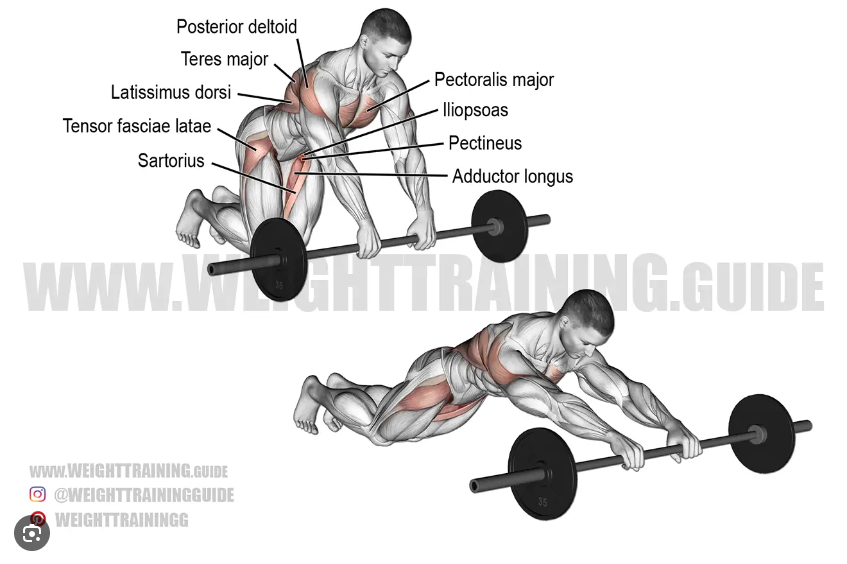 Posterior deltoid
Teres major
Latissimus dorsi
Tensor fasciae latae
Sartorius
Pectoralis major
Iliopsoas
Pectineus
Adductor longus
WWW.WEIGHTTRAINING.GUIDE
35
WWW.WEIGHTTRAINING.GUIDE
@WEIGHTTRAININGGUIDE
WEIGHTTRAININGG